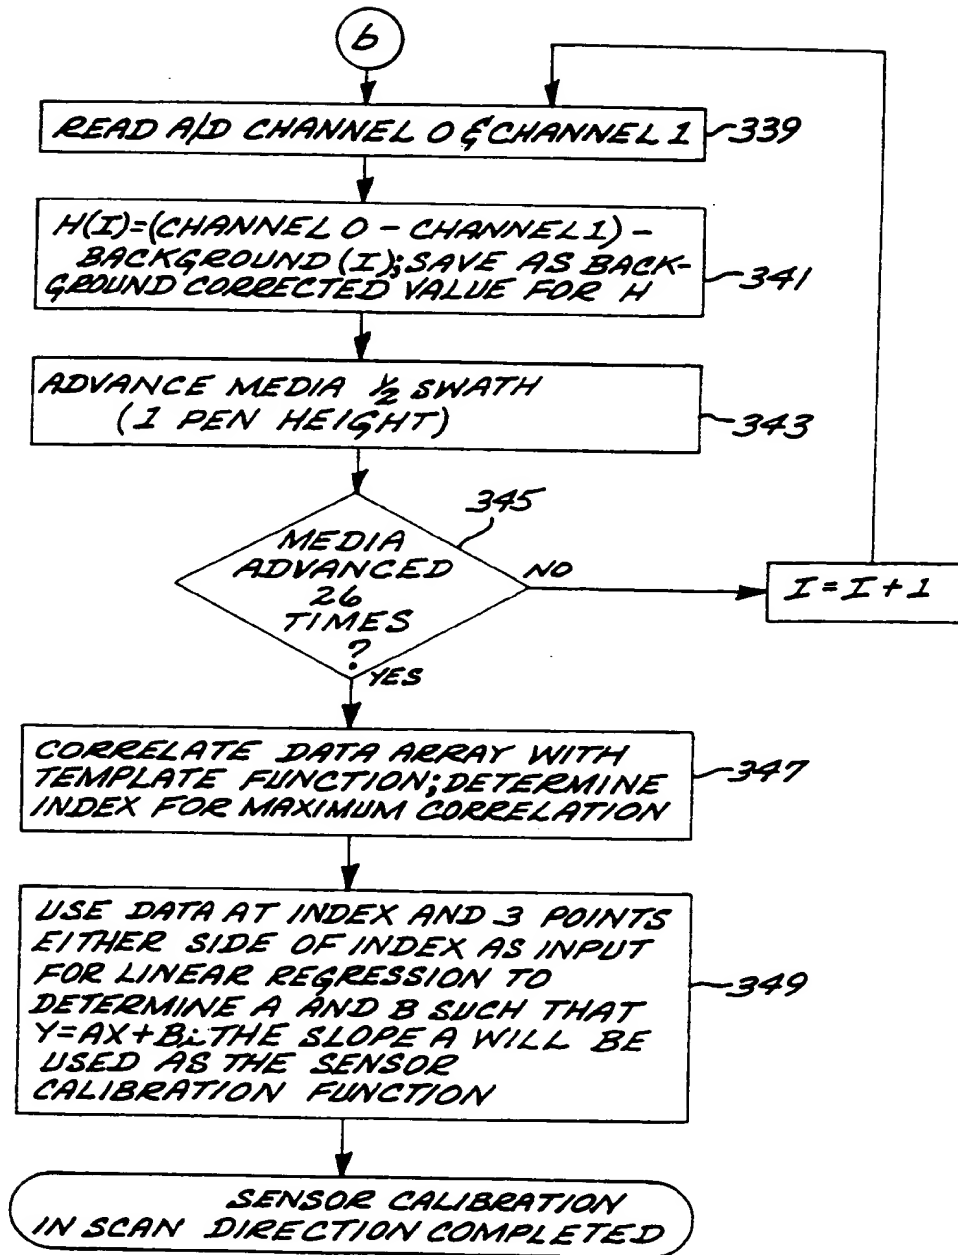 b
READ A/D CHANNEL 0 & CHANNEL 1
339
H(I)=(CHANNEL 0 - CHANNEL 1) -
BACKGROUND (I); SAVE AS BACK-
GROUND CORRECTED VALUE FOR H
341
ADVANCE MEDIA 1/2 SWATH
(1 PEN HEIGHT)
343
345
MEDIA
ADVANCED
26
TIMES
?
NO
I = I + 1
YES
CORRELATE DATA ARRAY WITH
TEMPLATE FUNCTION; DETERMINE
INDEX FOR MAXIMUM CORRELATION
347
USE DATA AT INDEX AND 3 POINTS
EITHER SIDE OF INDEX AS INPUT
FOR LINEAR REGRESSION TO
DETERMINE A AND B SUCH THAT
Y=AX+B; THE SLOPE A WILL BE
USED AS THE SENSOR
CALIBRATION FUNCTION
349
SENSOR CALIBRATION
IN SCAN DIRECTION COMPLETED